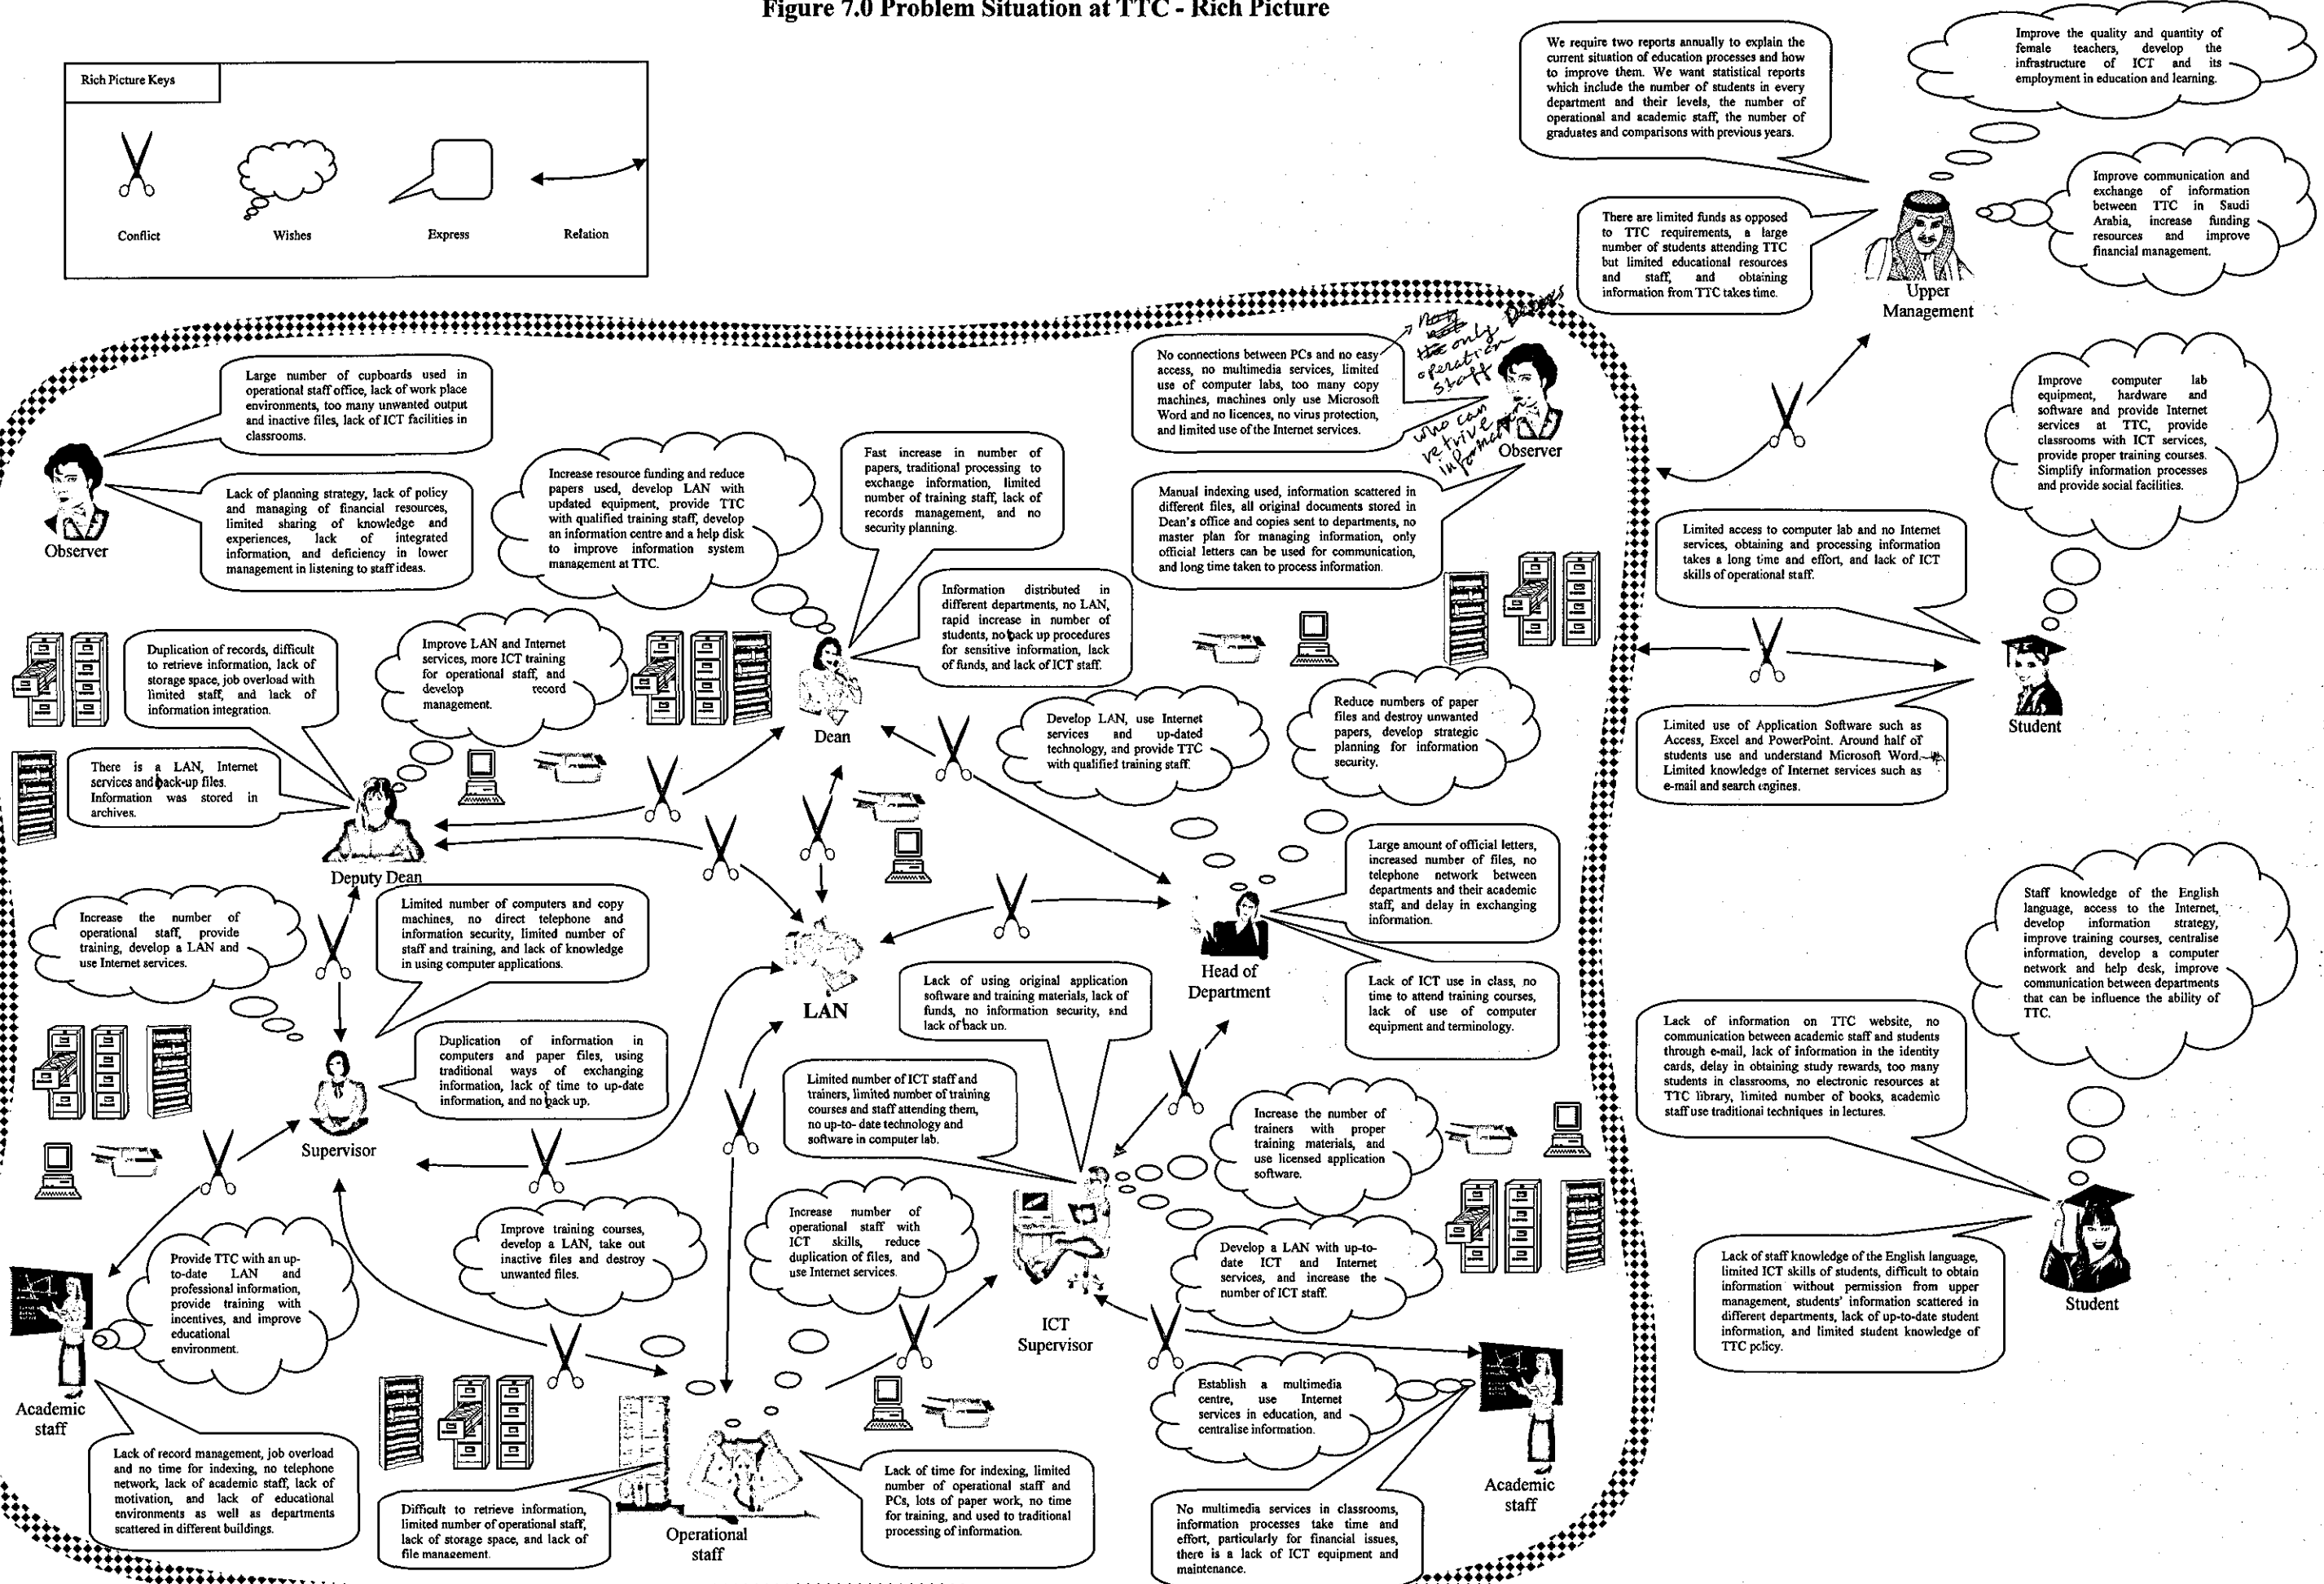 Figure 7.0 Problem Situation at TTC - Rich Picture
Rich Picture Keys
Conflict
Wishes
Express
Relation
We require two reports annually to explain the
current situation of education processes and how
to improve them. We want statistical reports
which include the number of students in every
department and their levels, the number of
operational and academic staff, the number of
graduates and comparisons with previous years.
Improve the quality and quantity of
female teachers, develop the
infrastructure of ICT and its
employment in education and learning.
Improve communication and
exchange of information
between TTC in Saudi
Arabia, increase funding
resources and improve
financial management.
There are limited funds as opposed
to TTC requirements, a large
number of students attending TTC
but limited educational resources
and staff, and obtaining
information from TTC takes time.
Upper
Management
Large number of cupboards used in
operational staff office, lack of work place
environments, too many unwanted output
and inactive files, lack of ICT facilities in
classrooms.
Lack of planning strategy, lack of policy
and managing of financial resources,
limited sharing of knowledge and
experiences, lack of integrated
information, and deficiency in lower
management in listening to staff ideas.
Observer
Increase resource funding and reduce
papers used, develop LAN with
updated equipment, provide TTC
with qualified training staff, develop
an information centre and a help disk
to improve information system
management at TTC.
Fast increase in number of
papers, traditional processing to
exchange information, limited
number of training staff, lack of
records management, and no
security planning.
Information distributed in
different departments, no LAN,
rapid increase in number of
students, no back up procedures
for sensitive information, lack
of funds, and lack of ICT staff.
Dean
No connections between PCs and no easy
access, no multimedia services, limited
use of computer labs, too many copy
machines, machines only use Microsoft
Word and no licences, no virus protection,
and limited use of the Internet services.
only
operation
staff
who can
retrive
information
Observer
Manual indexing used, information scattered in
different files, all original documents stored in
Dean's office and copies sent to departments, no
master plan for managing information, only
official letters can be used for communication,
and long time taken to process information.
Improve computer lab
equipment, hardware and
software and provide Internet
services at TTC, provide
classrooms with ICT services,
provide proper training courses.
Simplify information processes
and provide social facilities.
Limited access to computer lab and no Internet
services, obtaining and processing information
takes a long time and effort, and lack of ICT
skills of operational staff.
Student
Limited use of Application Software such as
Access, Excel and PowerPoint. Around half of
students use and understand Microsoft Word.
Limited knowledge of Internet services such as
e-mail and search engines.
Duplication of records, difficult
to retrieve information, lack of
storage space, job overload with
limited staff, and lack of
information integration.
Improve LAN and Internet
services, more ICT training
for operational staff, and
develop record
management.
There is a LAN, Internet
services and back-up files.
Information was stored in
archives.
Deputy Dean
Develop LAN, use Internet
services and up-dated
technology, and provide TTC
with qualified training staff.
Reduce numbers of paper
files and destroy unwanted
papers, develop strategic
planning for information
security.
Large amount of official letters,
increased number of files, no
telephone network between
departments and their academic
staff, and delay in exchanging
information.
Head of
Department
Lack of ICT use in class, no
time to attend training courses,
lack of use of computer
equipment and terminology.
LAN
Increase the number of
operational staff, provide
training, develop a LAN and
use Internet services.
Limited number of computers and copy
machines, no direct telephone and
information security, limited number of
staff and training, and lack of knowledge
in using computer applications.
Duplication of information in
computers and paper files, using
traditional ways of exchanging
information, lack of time to up-date
information, and no back up.
Supervisor
Lack of using original application
software and training materials, lack of
funds, no information security, and
lack of back up.
Limited number of ICT staff and
trainers, limited number of training
courses and staff attending them,
no up-to- date technology and
software in computer lab.
Increase the number of
trainers with proper
training materials, and
use licensed application
software.
Develop a LAN with up-to-
date ICT and Internet
services, and increase the
number of ICT staff.
ICT
Supervisor
Staff knowledge of the English
language, access to the Internet,
develop information strategy,
improve training courses, centralise
information, develop a computer
network and help desk, improve
communication between departments
that can be influence the ability of
TTC.
Lack of information on TTC website, no
communication between academic staff and students
through e-mail, lack of information in the identity
cards, delay in obtaining study rewards, too many
students in classrooms, no electronic resources at
TTC library, limited number of books, academic
staff use traditional techniques in lectures.
Lack of staff knowledge of the English language,
limited ICT skills of students, difficult to obtain
information without permission from upper
management, students' information scattered in
different departments, lack of up-to-date student
information, and limited student knowledge of
TTC policy.
Student
Provide TTC with an up-
to-date LAN and
professional information,
provide training with
incentives, and improve
educational
environment.
Academic
staff
Lack of record management, job overload
and no time for indexing, no telephone
network, lack of academic staff, lack of
motivation, and lack of educational
environments as well as departments
scattered in different buildings.
Improve training courses,
develop a LAN, take out
inactive files and destroy
unwanted files.
Increase number of
operational staff with
ICT skills, reduce
duplication of files, and
use Internet services.
Difficult to retrieve information,
limited number of operational staff,
lack of storage space, and lack of
file management.
Operational
staff
Lack of time for indexing, limited
number of operational staff and
PCs, lots of paper work, no time
for training, and used to traditional
processing of information.
Establish a multimedia
centre, use Internet
services in education, and
centralise information.
Academic
staff
No multimedia services in classrooms,
information processes take time and
effort, particularly for financial issues,
there is a lack of ICT equipment and
maintenance.